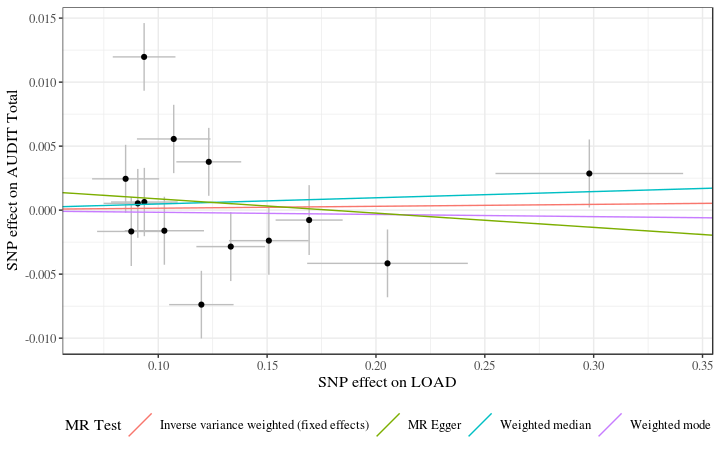 0.015
0.010
0.005
0.000
-0.005
-0.010
SNP effect on AUDIT Total
0.10 0.15 0.20 0.25 0.30 0.35
SNP effect on LOAD
MR Test Inverse variance weighted (fixed effects) MR Egger Weighted median Weighted mode